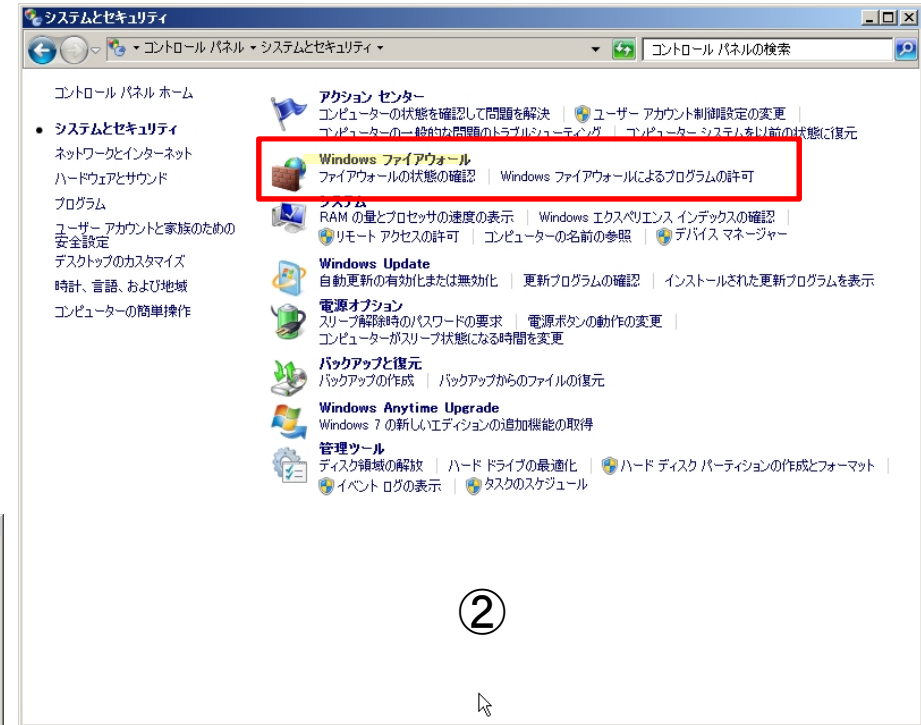 システムとセキュリティ
コントロール パネル システムとセキュリティ コントロール パネルの検索
コントロール パネル ホーム
システムとセキュリティ
ネットワークとインターネット
ハードウェアとサウンド
プログラム
ユーザー アカウントと家族のための
安全設定
デスクトップのカスタマイズ
時計、言語、および地域
コンピューターの簡単操作
アクション センター
コンピューターの状態を確認して問題を解決 ユーザー アカウント制御設定の変更
コンピューターの一般的な問題のトラブルシューティング コンピューター システムを以前の状態に復元
Windows ファイアウォール
ファイアウォールの状態の確認 Windows ファイアウォールによるプログラムの許可
システム
RAM の量とプロセッサの速度の表示 Windows エクスペリエンス インデックスの確認
リモート アクセスの許可 コンピューターの名前の参照 デバイス マネージャー
Windows Update
自動更新の有効化または無効化 更新プログラムの確認 インストールされた更新プログラムを表示
電源オプション
スリープ解除時のパスワードの要求 電源ボタンの動作の変更
コンピューターがスリープ状態になる時間を変更
バックアップと復元
バックアップの作成 バックアップからのファイルの復元
Windows Anytime Upgrade
Windows 7 の新しいエディションの追加機能の取得
管理ツール
ディスク領域の解放 ハード ドライブの最適化 ハード ディスク パーティションの作成とフォーマット
イベント ログの表示 タスクのスケジュール
②